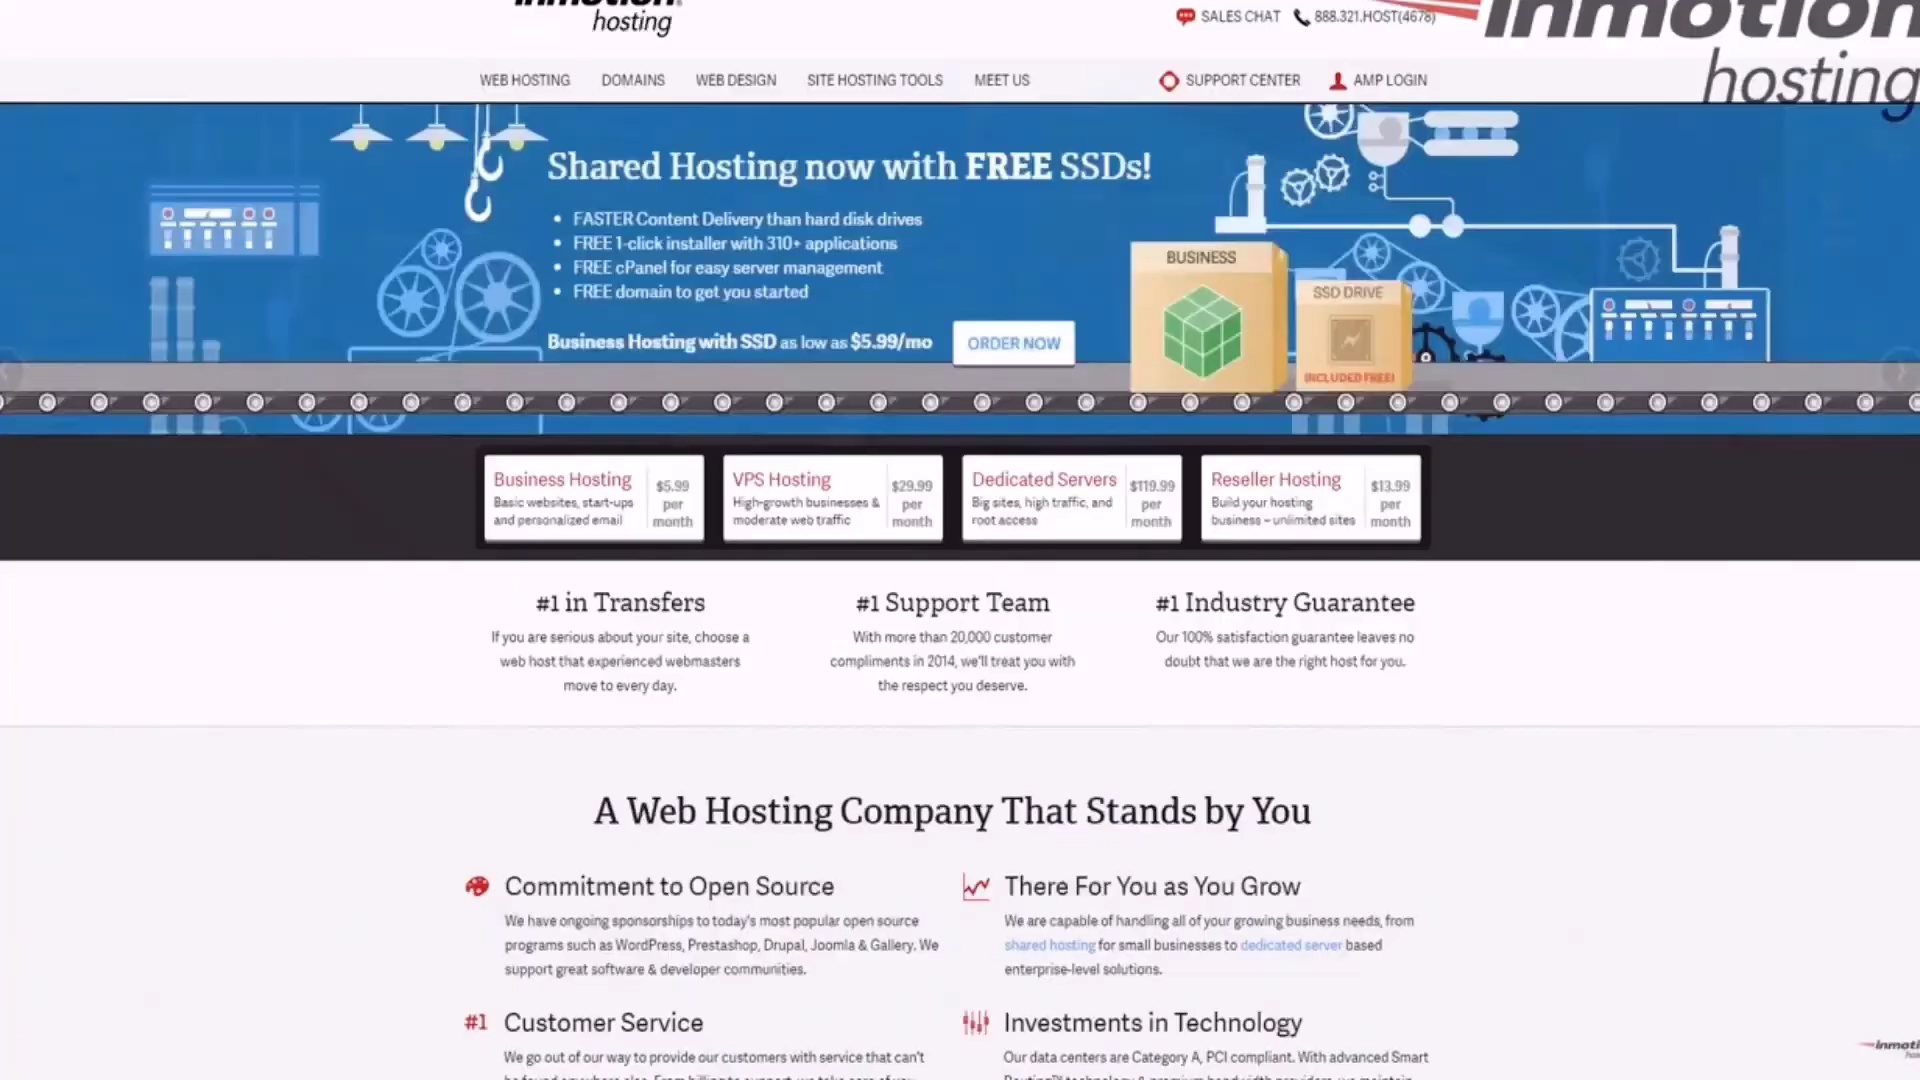 hosting
SALES CHAT
888.321.HOST(4678)
inmotion
hosting
WEB HOSTING
DOMAINS
WEB DESIGN
SITE HOSTING TOOLS
MEET US
SUPPORT CENTER
AMP LOGIN
Shared Hosting now with FREE SSDs!
• FASTER Content Delivery than hard disk drives
• FREE 1-click installer with 310+ applications
• FREE cPanel for easy server management
• FREE domain to get you started
Business Hosting with SSD as low as $5.99/mo
ORDER NOW
BUSINESS
SSD DRIVE
INCLUDED FREE!
Business Hosting
Basic websites, start-ups
and personalized email
$5.99
per
month
VPS Hosting
High-growth businesses &
moderate web traffic
$29.99
per
month
Dedicated Servers
Big sites, high traffic, and
root access
$119.99
per
month
Reseller Hosting
Build your hosting
business – unlimited sites
$13.99
per
month
#1 in Transfers
If you are serious about your site, choose a
web host that experienced webmasters
move to every day.
#1 Support Team
With more than 20,000 customer
compliments in 2014, we'll treat you with
the respect you deserve.
#1 Industry Guarantee
Our 100% satisfaction guarantee leaves no
doubt that we are the right host for you.
A Web Hosting Company That Stands by You
Commitment to Open Source
We have ongoing sponsorships to today's most popular open source
programs such as WordPress, Prestashop, Drupal, Joomla & Gallery. We
support great software & developer communities.
There For You as You Grow
We are capable of handling all of your growing business needs, from
shared hosting for small businesses to dedicated server based
enterprise-level solutions.
#1 Customer Service
We go out of our way to provide our customers with service that can't
Investments in Technology
Our data centers are Category A, PCI compliant. With advanced Smart